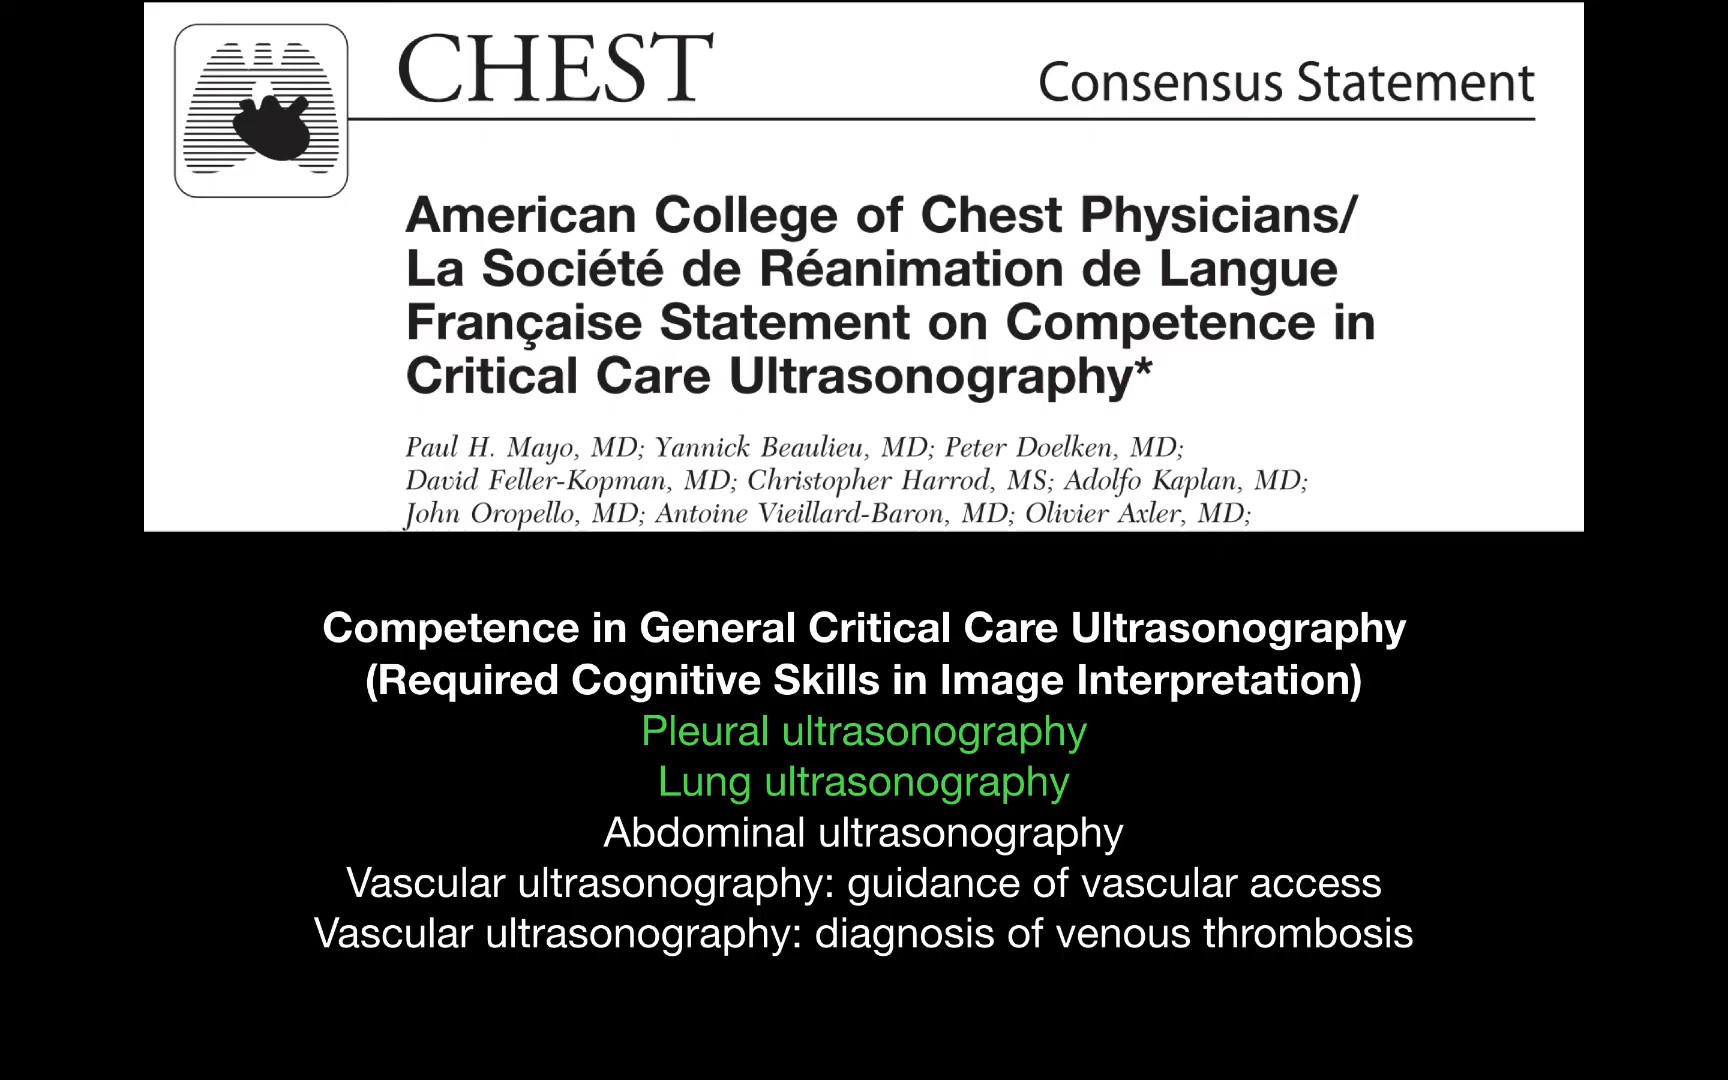 CHEST
Consensus Statement
American College of Chest Physicians/
La Société de Réanimation de Langue
Française Statement on Competence in
Critical Care Ultrasonography*
Paul H. Mayo, MD; Yannick Beaulieu, MD; Peter Doelken, MD;
David Feller-Kopman, MD; Christopher Harrod, MS; Adolfo Kaplan, MD;
John Oropello, MD; Antoine Vieillard-Baron, MD; Olivier Axler, MD;
Competence in General Critical Care Ultrasonography
(Required Cognitive Skills in Image Interpretation)
Pleural ultrasonography
Lung ultrasonography
Abdominal ultrasonography
Vascular ultrasonography: guidance of vascular access
Vascular ultrasonography: diagnosis of venous thrombosis